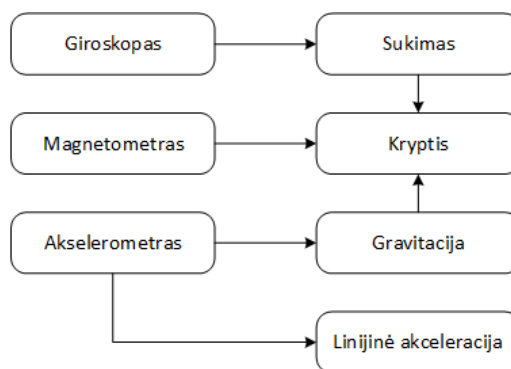 Giroskopas
Sukimas
Magnetometras
Kryptis
Akselerometras
Gravitacija
Linijinė akceleracija